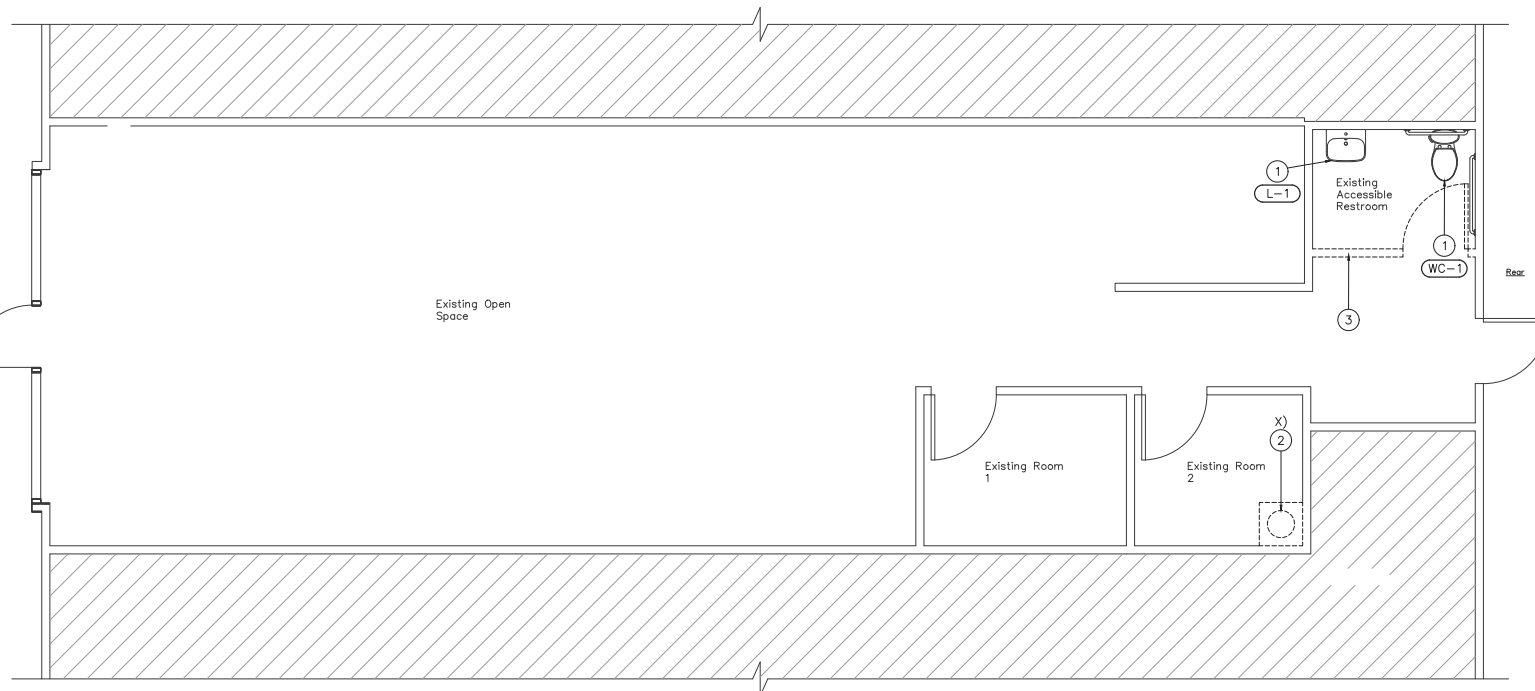 1
L-1
Existing
Accessible
Restroom
1
WC-1
Rear
Existing Open
Space
3
X)
2
Existing Room
1
Existing Room
2